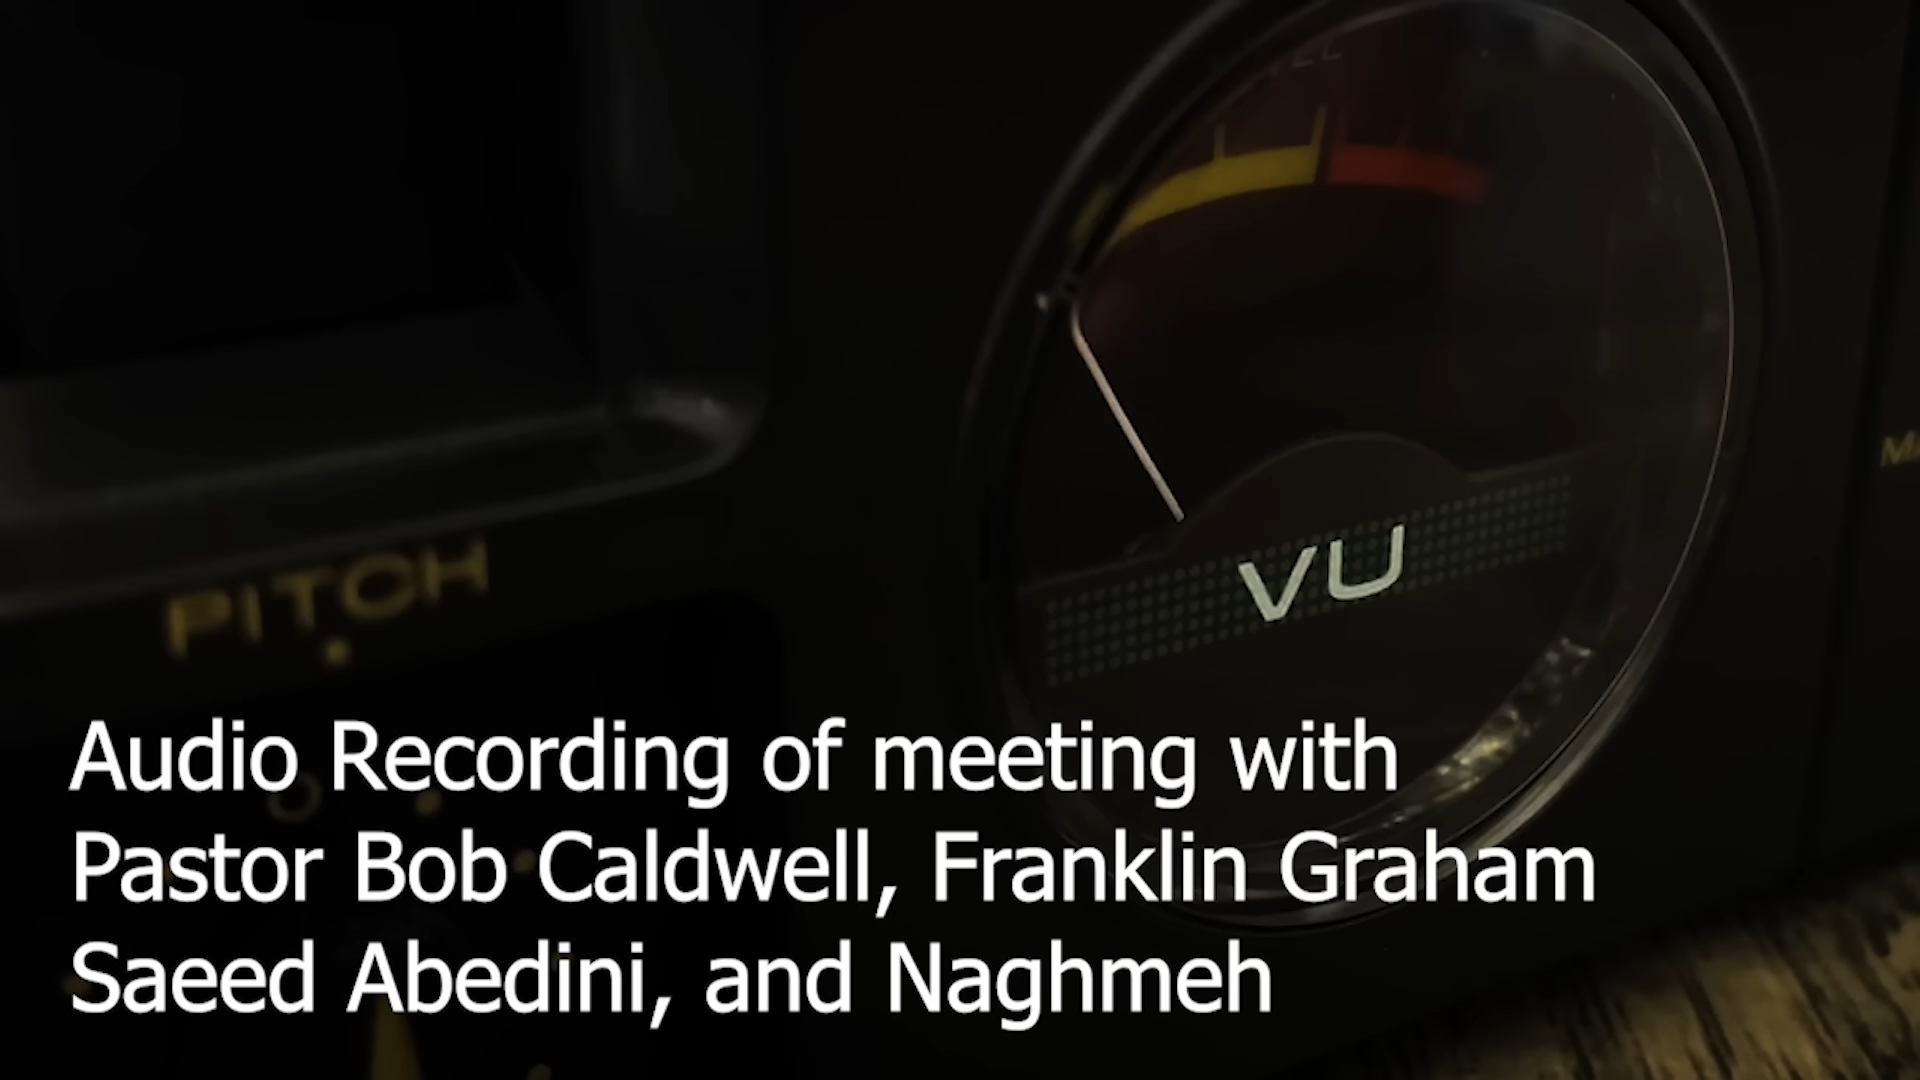 PITCH
VU
Audio Recording of meeting with
Pastor Bob Caldwell, Franklin Graham
Saeed Abedini, and Naghmeh